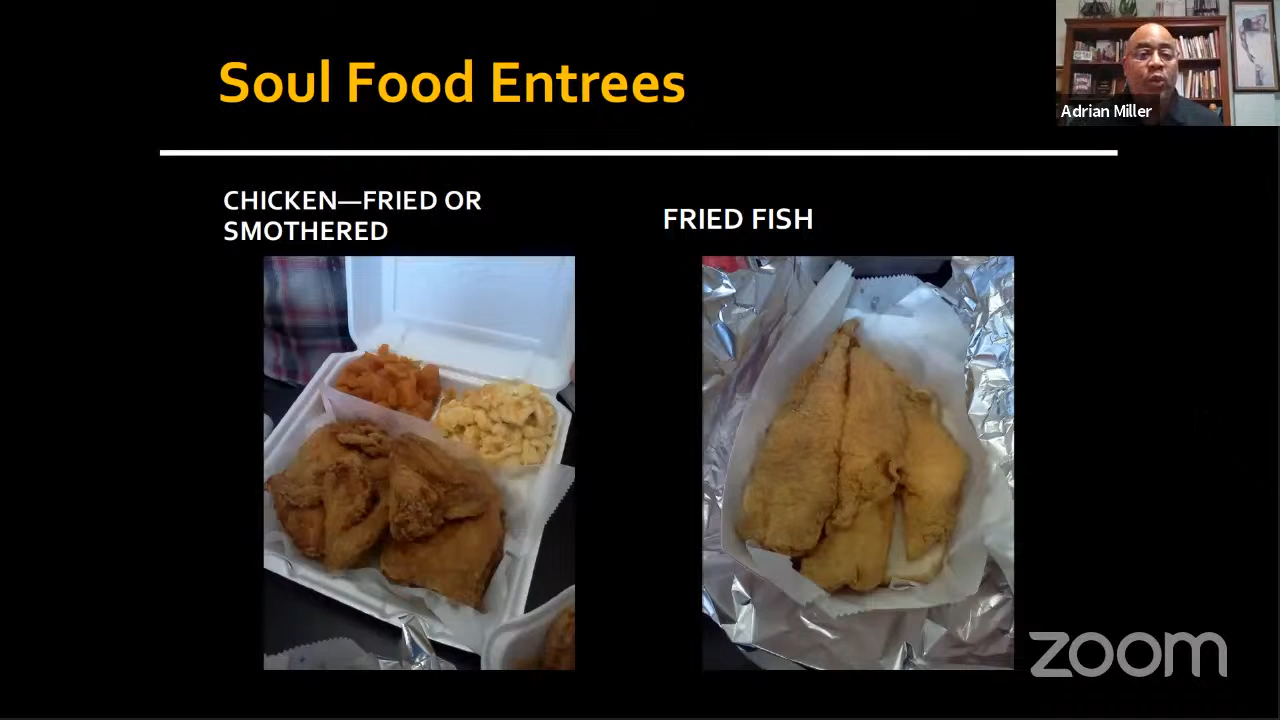 Soul Food Entrees
Adrian Miller
CHICKEN—FRIED OR
SMOTHERED
FRIED FISH
zoom